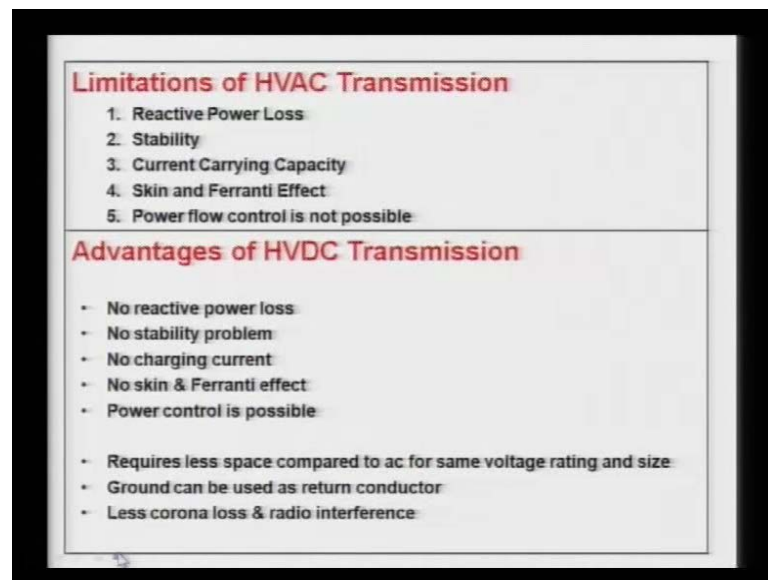 Limitations of HVAC Transmission
1. Reactive Power Loss
2. Stability
3. Current Carrying Capacity
4. Skin and Ferranti Effect
5. Power flow control is not possible
Advantages of HVDC Transmission
- No reactive power loss
- No stability problem
- No charging current
- No skin & Ferranti effect
- Power control is possible
- Requires less space compared to ac for same voltage rating and size
- Ground can be used as return conductor
- Less corona loss & radio interference